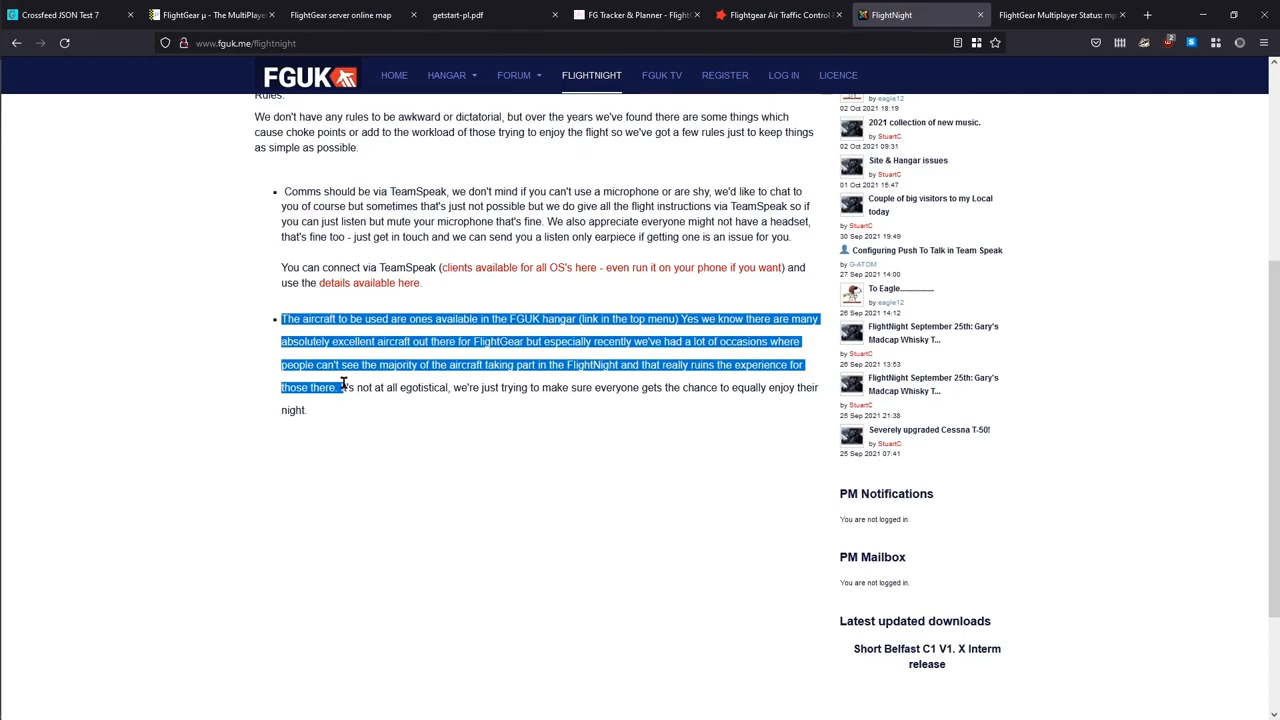 Crossfeed JSON Test 7
FlightGear μ - The MultiPlayer
FlightGear server online map
getstart-pl.pdf
FG Tracker & Planner - FlightG
Flightgear Air Traffic Control E
FlightNight
FlightGear Multiplayer Status: mp
www.fguk.me/flightnight
FGUK
HOME
HANGAR
FORUM
FLIGHTNIGHT
FGUK TV
REGISTER
LOG IN
LICENCE
Rules:
We don't have any rules to be awkward or dictatorial, but over the years we've found there are some things which
cause choke points or add to the workload of those trying to enjoy the flight so we've got a few rules just to keep things
as simple as possible.
Comms should be via TeamSpeak, we don't mind if you can't use a microphone or are shy, we'd like to chat to
you of course but sometimes that's just not possible but we do give all the flight instructions via TeamSpeak so if
you can just listen but mute your microphone that's fine. We also appreciate everyone might not have a headset,
that's fine too - just get in touch and we can send you a listen only earpiece if getting one is an issue for you.
You can connect via TeamSpeak (clients available for all OS's here - even run it on your phone if you want) and
use the details available here.
The aircraft to be used are ones available in the FGUK hangar (link in the top menu) Yes we know there are many
absolutely excellent aircraft out there for FlightGear but especially recently we've had a lot of occasions where
people can't see the majority of the aircraft taking part in the FlightNight and that really ruins the experience for
those there. It's not at all egotistical, we're just trying to make sure everyone gets the chance to equally enjoy their
night.
by eagle12
02 Oct 2021 18:19
2021 collection of new music.
by StuartC
02 Oct 2021 09:31
Site & Hangar issues
by StuartC
01 Oct 2021 15:47
Couple of big visitors to my Local
today
by StuartC
30 Sep 2021 19:49
Configuring Push To Talk in Team Speak
by G-ATOM
27 Sep 2021 14:00
To Eagle.................
by eagle12
26 Sep 2021 14:12
FlightNight September 25th: Gary's
Madcap Whisky T...
by StuartC
26 Sep 2021 13:53
FlightNight September 25th: Gary's
Madcap Whisky T...
by StuartC
25 Sep 2021 21:38
Severely upgraded Cessna T-50!
by StuartC
25 Sep 2021 07:41
PM Notifications
You are not logged in.
PM Mailbox
You are not logged in.
Latest updated downloads
Short Belfast C1 V1. X Interm
release